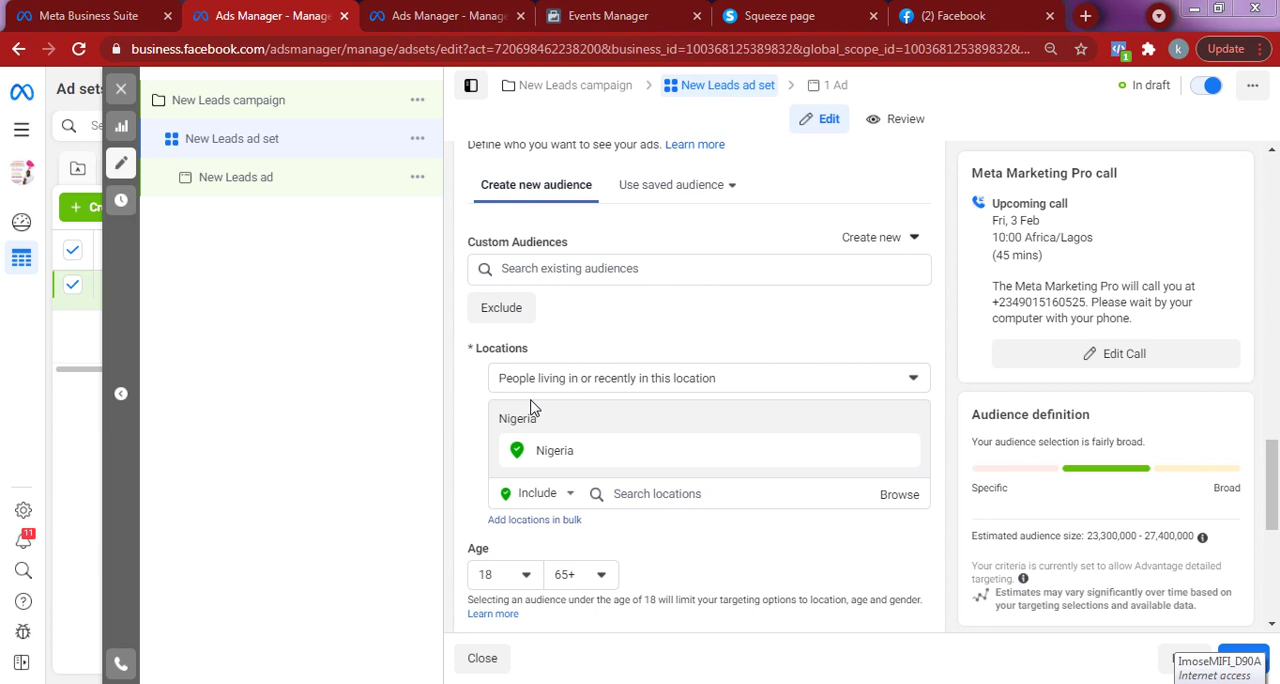 Meta Business Suite
Ads Manager - Manage
Ads Manager - Manage
Events Manager
Squeeze page
(2) Facebook
business.facebook.com/adsmanager/manage/adsets/edit?act=720698462238200&business_id=1003681253898932&global_scope_id=1003681253898932&...
1
k
Update
Ad sets
New Leads campaign
New Leads ad set
New Leads ad
11
New Leads campaign
New Leads ad set
1 Ad
In draft
Edit
Review
Define who you want to see your ads. Learn more
Create new audience
Use saved audience
Custom Audiences
Create new
Search existing audiences
Exclude
* Locations
People living in or recently in this location
Nigeria
Nigeria
Include
Search locations
Browse
Add locations in bulk
Age
18
65+
Selecting an audience under the age of 18 will limit your targeting options to location, age and gender.
Learn more
Close
Meta Marketing Pro call
Upcoming call
Fri, 3 Feb
10:00 Africa/Lagos
(45 mins)
The Meta Marketing Pro will call you at
+2349015160525. Please wait by your
computer with your phone.
Edit Call
Audience definition
Your audience selection is fairly broad.
Specific
Broad
Estimated audience size: 23,300,000 - 27,400,000
Your criteria is currently set to allow Advantage detailed
targeting.
Estimates may vary significantly over time based on
your targeting selections and available data.
ImoseMIFI_D90A
Internet access